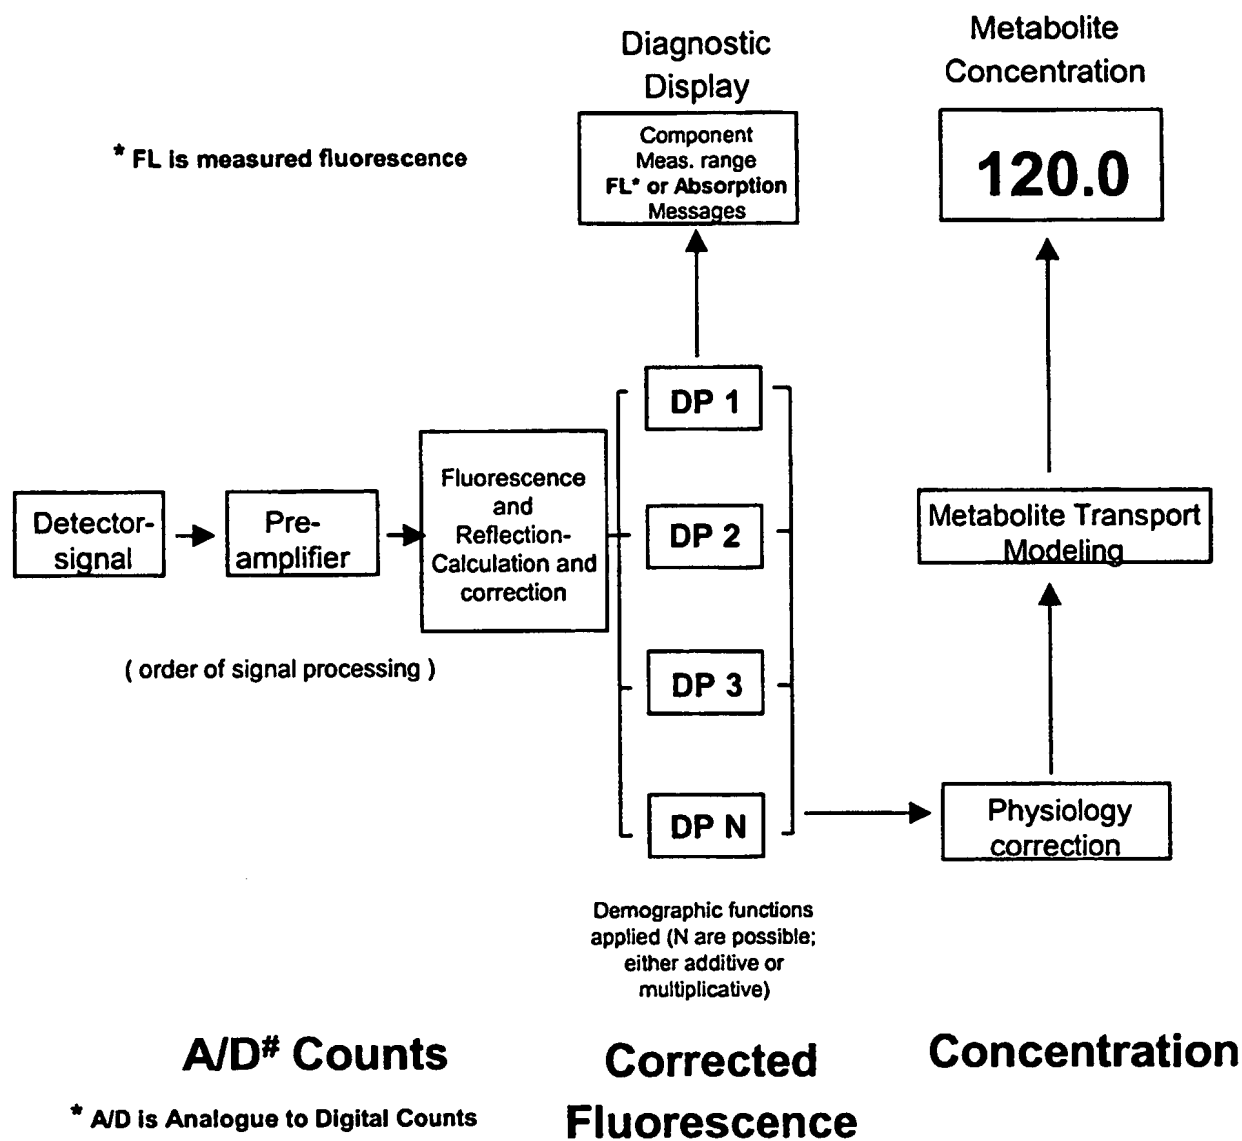 Diagnostic
Display
Metabolite
Concentration
* FL is measured fluorescence
Component
Meas. range
FL* or Absorption
Messages
120.0
DP 1
Detector-
signal
Pre-
amplifier
Fluorescence
and
Reflection-
Calculation and
correction
DP 2
Metabolite Transport
Modeling
( order of signal processing )
DP 3
DP N
Physiology
correction
Demographic functions
applied (N are possible;
either additive or
multiplicative)
A/D# Counts
Corrected
Fluorescence
Concentration
* A/D is Analogue to Digital Counts